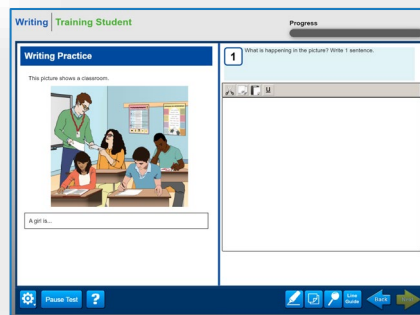 Writing Training Student
Progress
Writing Practice
This picture shows a classroom.
A girl is...
1
What is happening in the picture? Write 1 sentence.
U
Pause Test
?
Line
Guide
Back